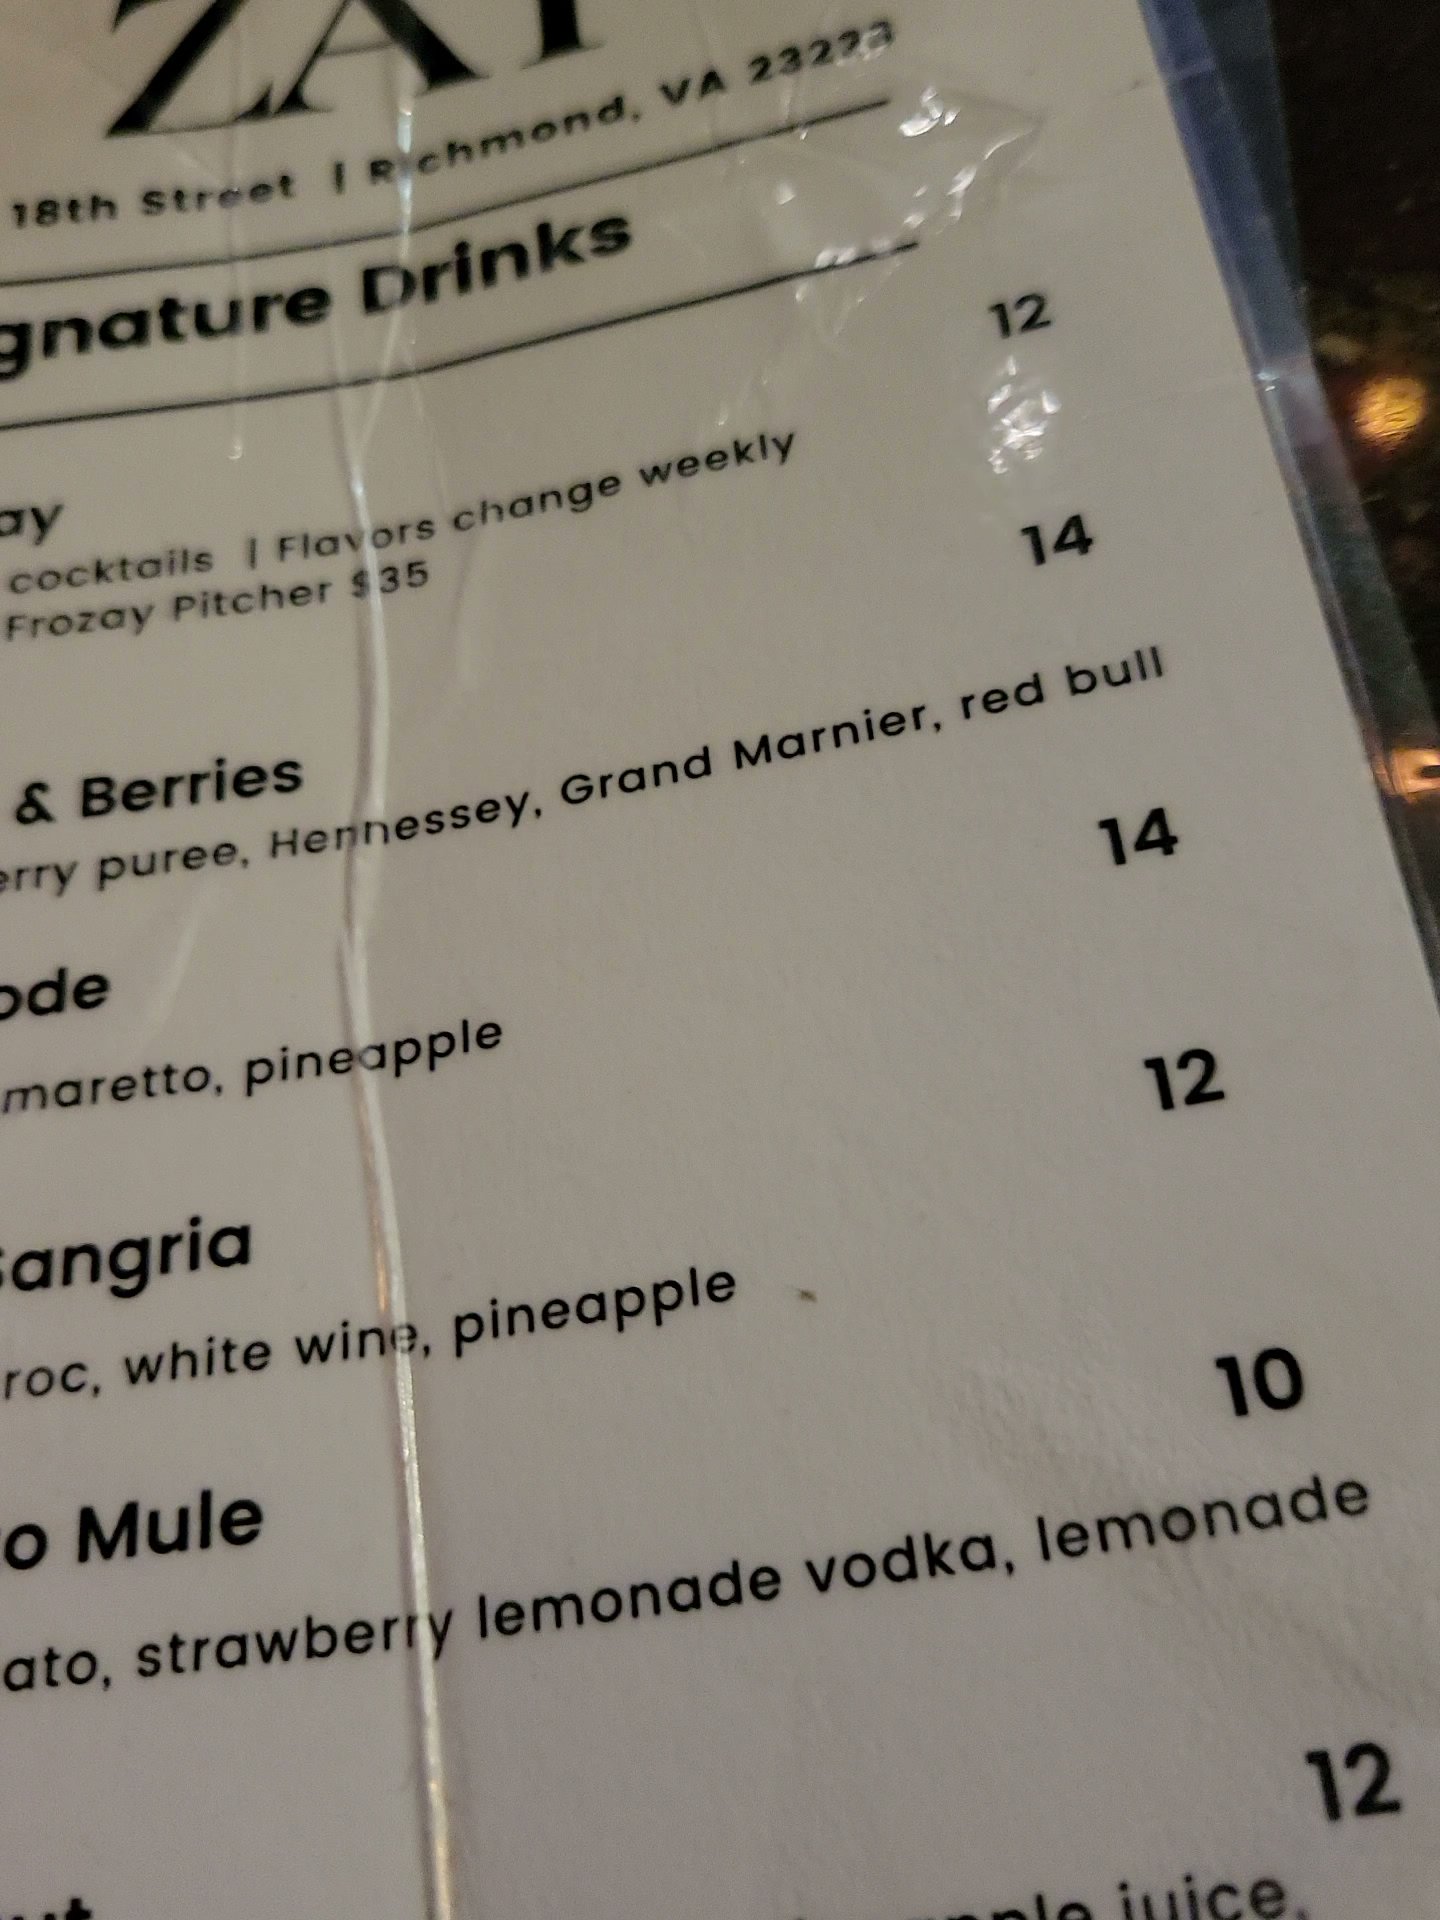 ZAY
18th Street | Richmond, VA 23223
gnature Drinks
12
ay
cocktails | Flavors change weekly
Frozay Pitcher $35
14
& Berries
erry puree, Hennessey, Grand Marnier, red bull
14
ode
maretto, pineapple
12
Sangria
roc, white wine, pineapple
10
o Mule
ato, strawberry lemonade vodka, lemonade
12
juice,